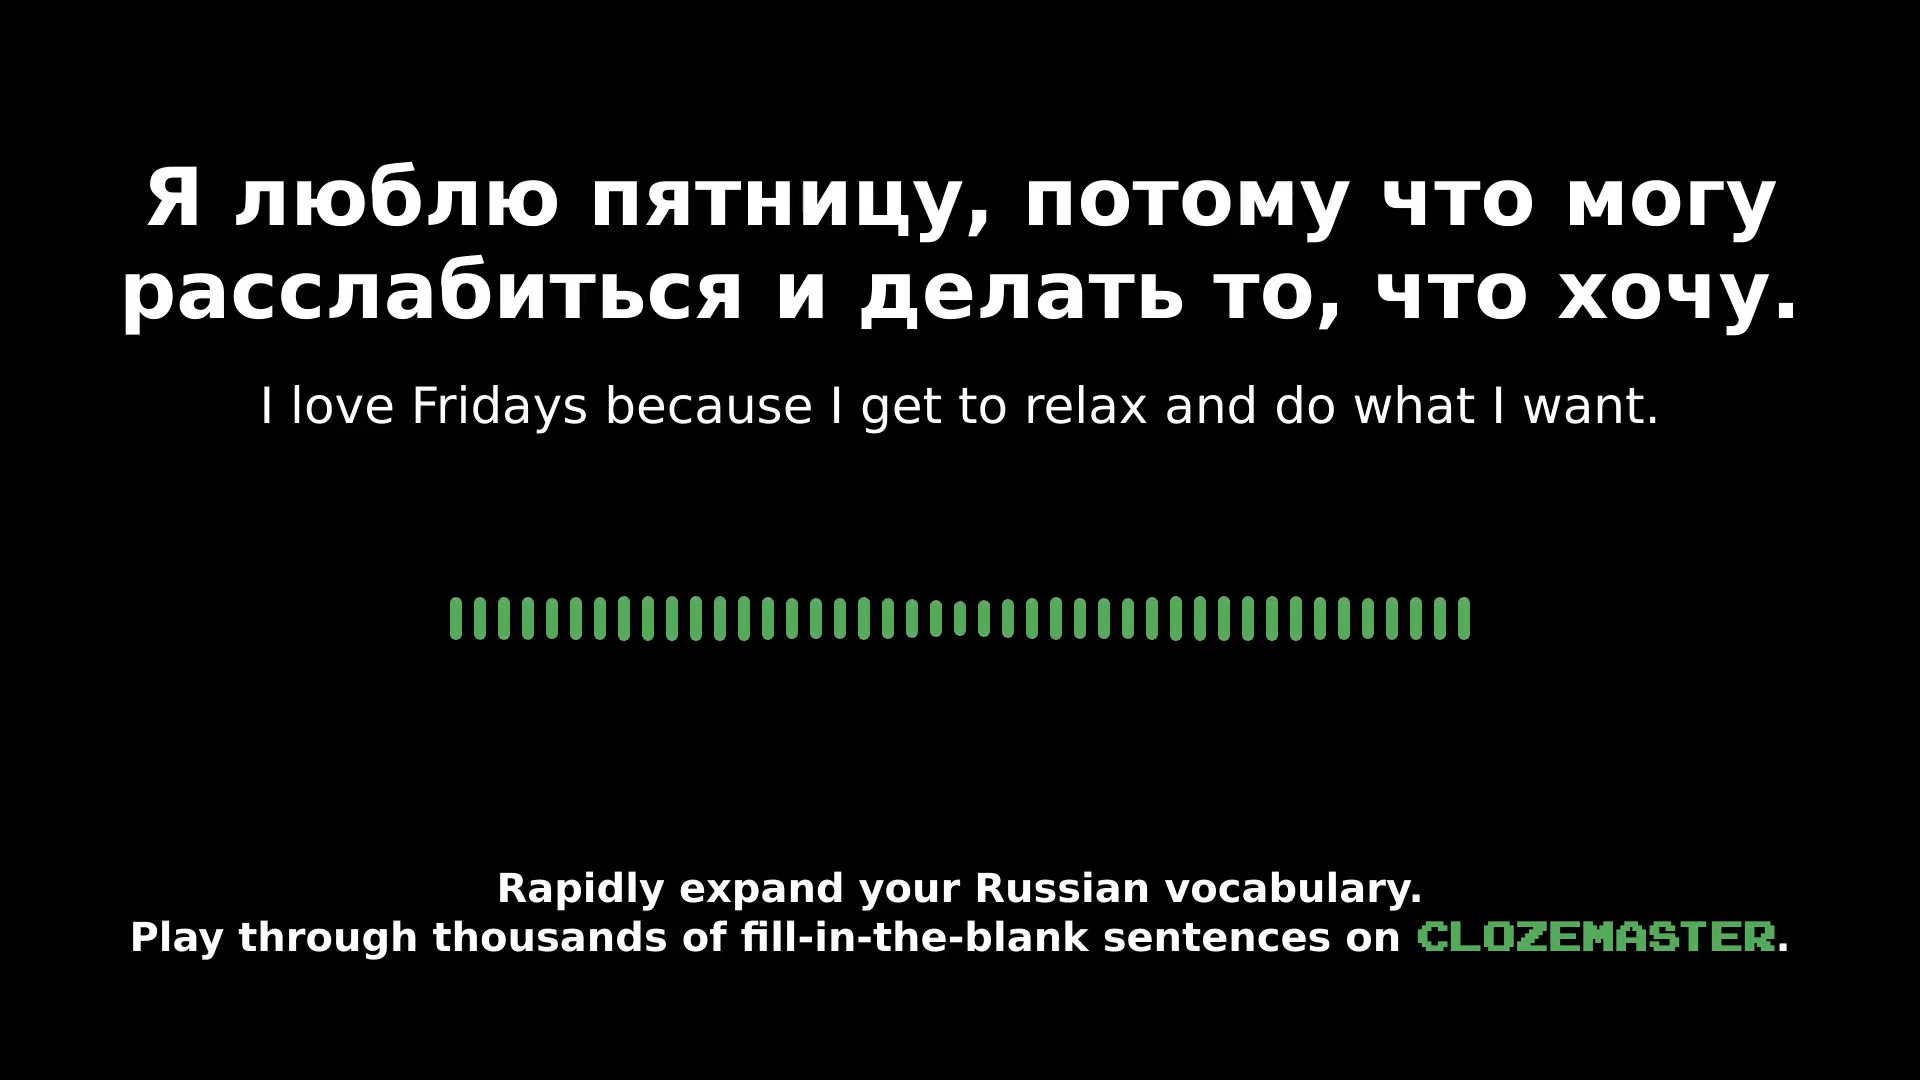 Я люблю пятницу, потому что могу
расслабиться и делать то, что хочу.
I love Fridays because I get to relax and do what I want.
Rapidly expand your Russian vocabulary.
Play through thousands of fill-in-the-blank sentences on CLOZEMASTER.